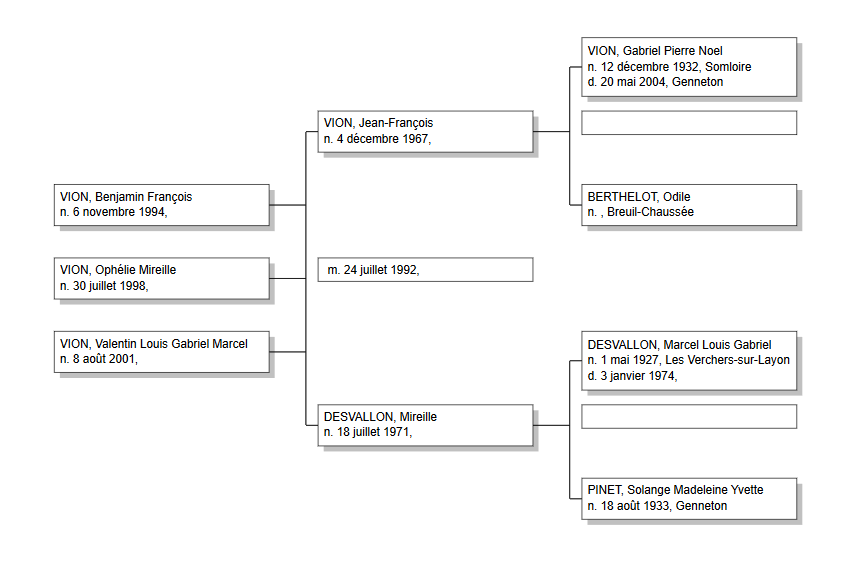 VION, Gabriel Pierre Noel
n. 12 décembre 1932, Somloire
d. 20 mai 2004, Genneton
VION, Jean-François
n. 4 décembre 1967,
VION, Benjamin François
n. 6 novembre 1994,
BERTHELOT, Odile
n. , Breuil-Chaussée
VION, Ophélie Mireille
n. 30 juillet 1998,
m. 24 juillet 1992,
VION, Valentin Louis Gabriel Marcel
n. 8 août 2001,
DESVALLON, Marcel Louis Gabriel
n. 1 mai 1927, Les Verchers-sur-Layon
d. 3 janvier 1974,
DESVALLON, Mireille
n. 18 juillet 1971,
PINET, Solange Madeleine Yvette
n. 18 août 1933, Genneton